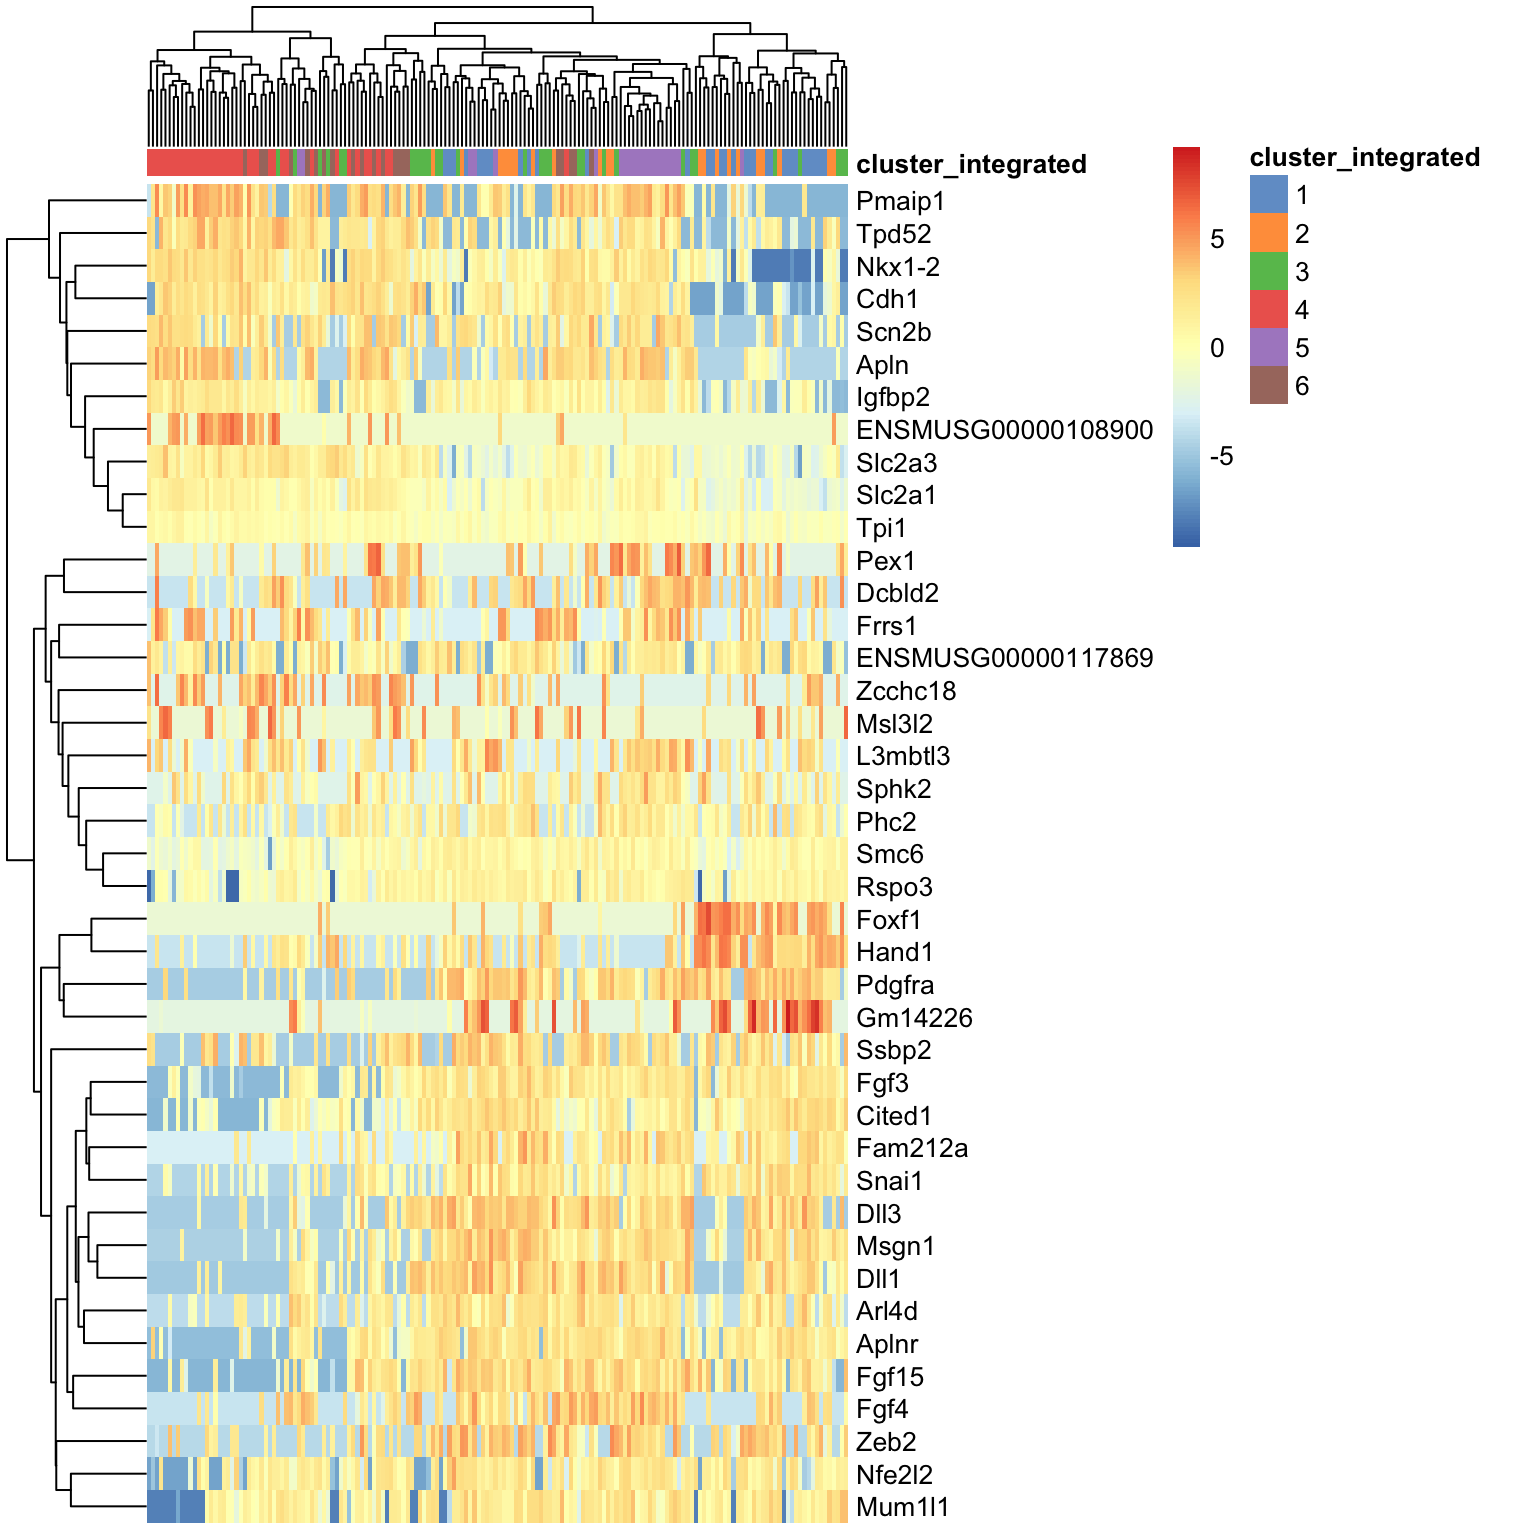 cluster_integrated
Pmaip1
Tpd52
Nkx1-2
Cdh1
Scn2b
Apln
Igfbp2
ENSMUSG00000108900
Slc2a3
Slc2a1
Tpi1
Pex1
Dcbld2
Frrs1
ENSMUSG00000117869
Zcchc18
Msl3l2
L3mbtl3
Sphk2
Phc2
Smc6
Rspo3
Foxf1
Hand1
Pdgfra
Gm14226
Ssbp2
Fgf3
Cited1
Fam212a
Snai1
Dll3
Msgn1
Dll1
Arl4d
Aplnr
Fgf15
Fgf4
Zeb2
Nfe2l2
Mum1l1
5
0
-5
cluster_integrated
1
2
3
4
5
6